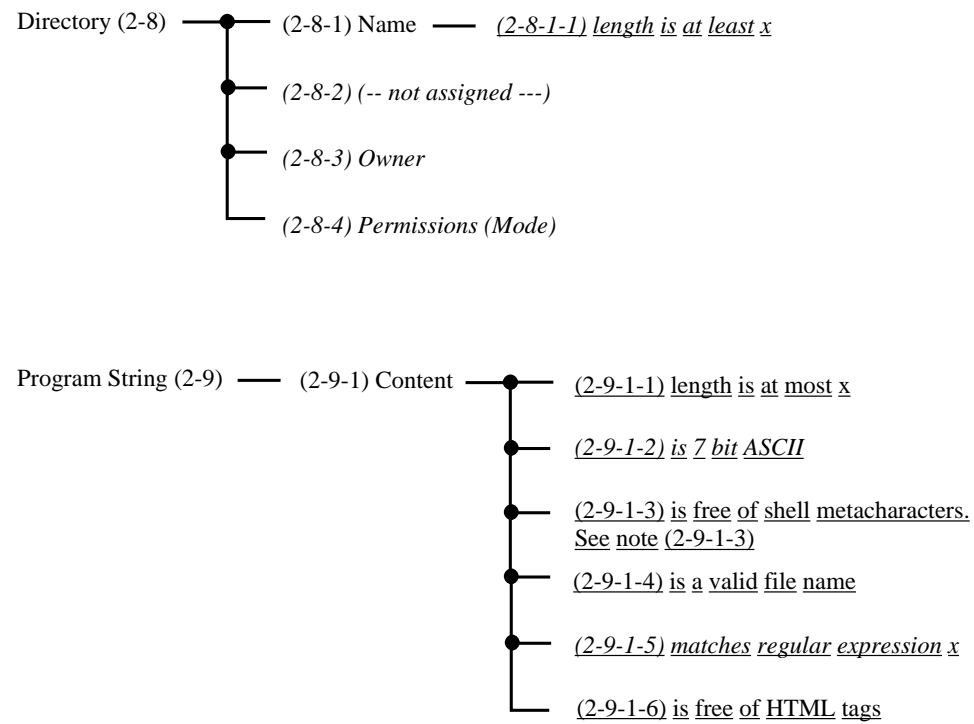 Directory (2-8) (2-8-1) Name (2-8-1-1) length is at least x
(2-8-2) (-- not assigned ---)
(2-8-3) Owner
(2-8-4) Permissions (Mode)
Program String (2-9) (2-9-1) Content (2-9-1-1) length is at most x
(2-9-1-2) is 7 bit ASCII
(2-9-1-3) is free of shell metacharacters.
See note (2-9-1-3)
(2-9-1-4) is a valid file name
(2-9-1-5) matches regular expression x
(2-9-1-6) is free of HTML tags